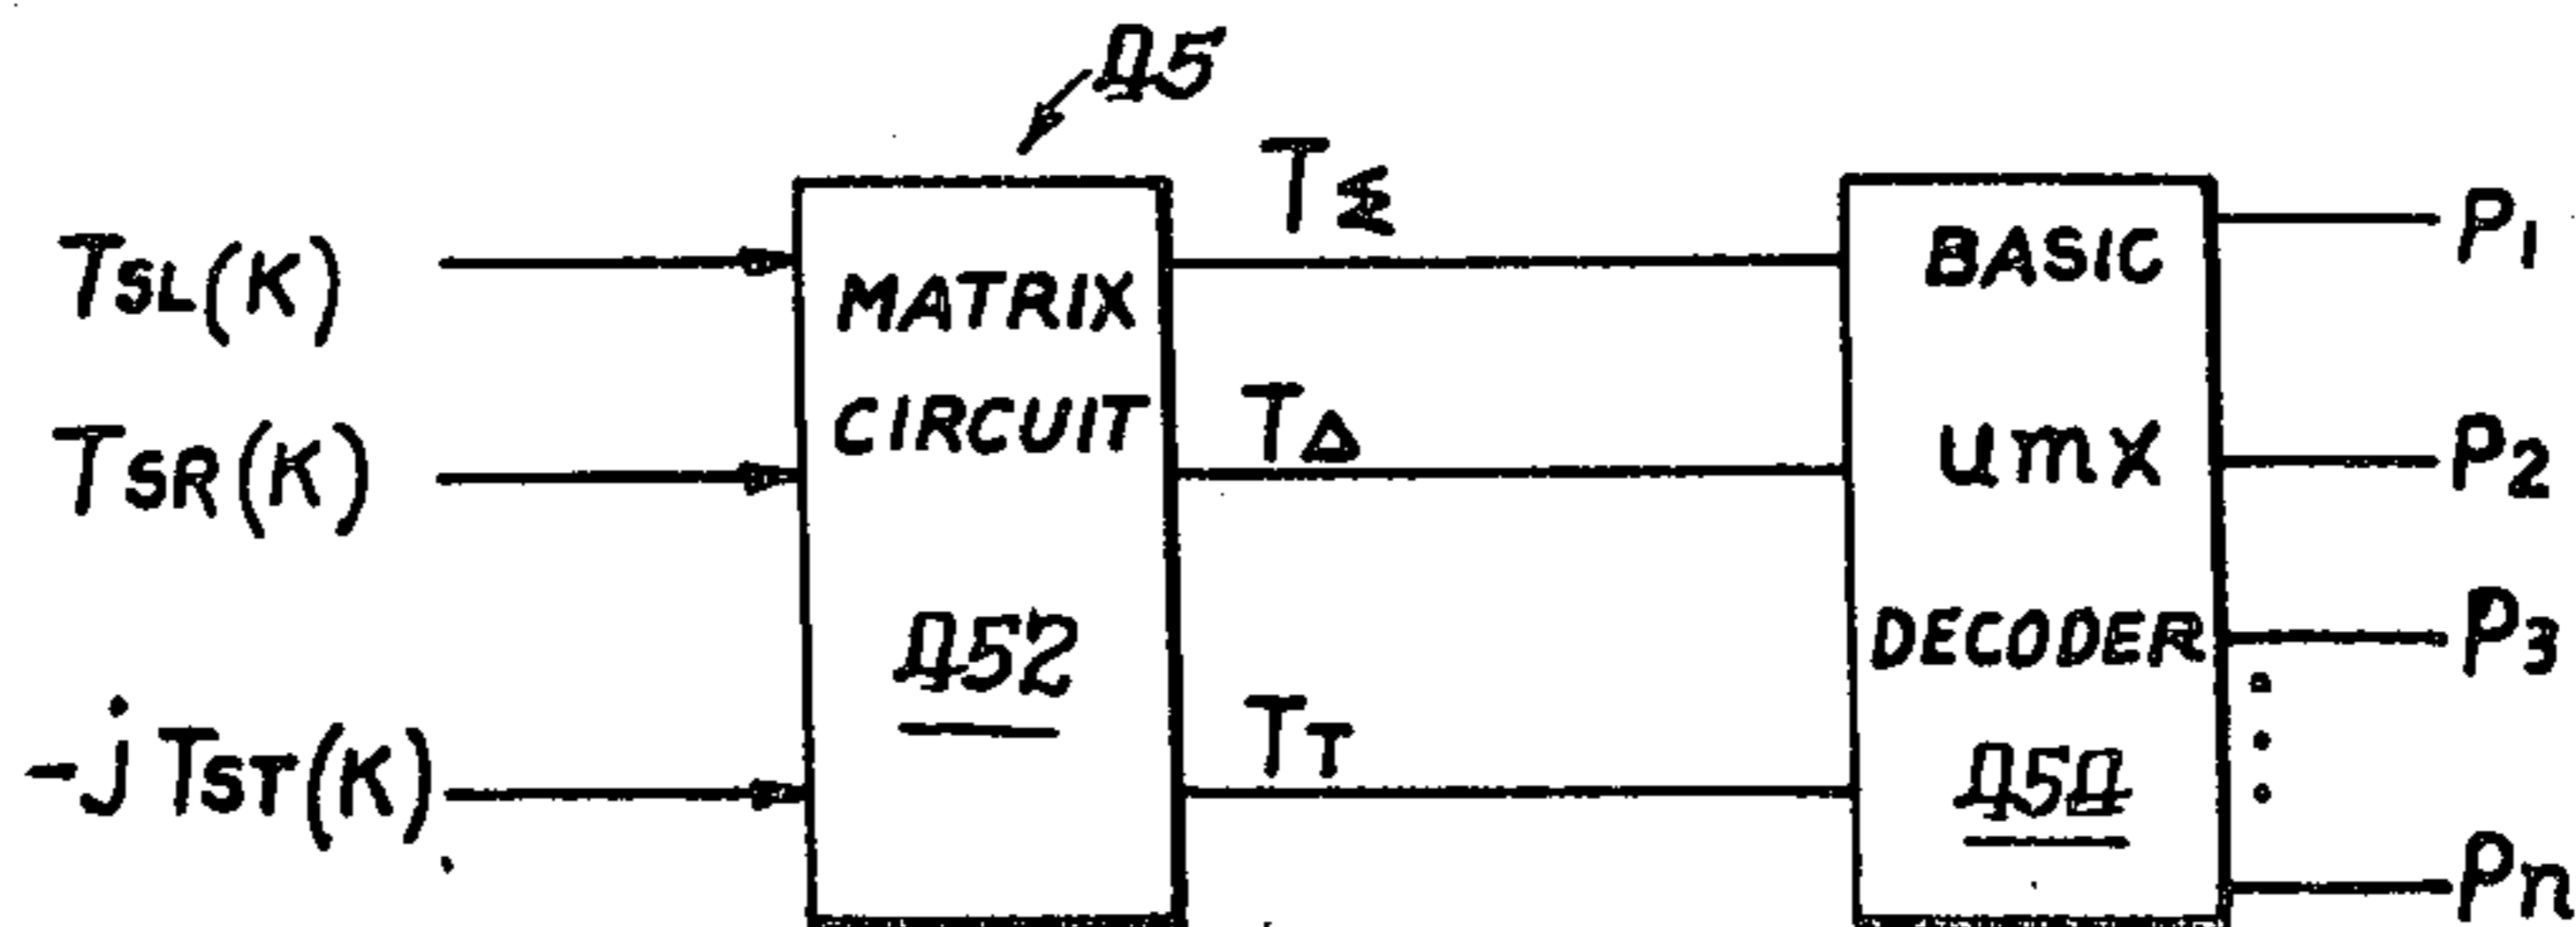 45
TSL(K)
TSR(K)
-j TST(K)
MATRIX
CIRCUIT
452
TΣ
TΔ
TT
BASIC
umx
DECODER
454
P1
P2
P3
Pn